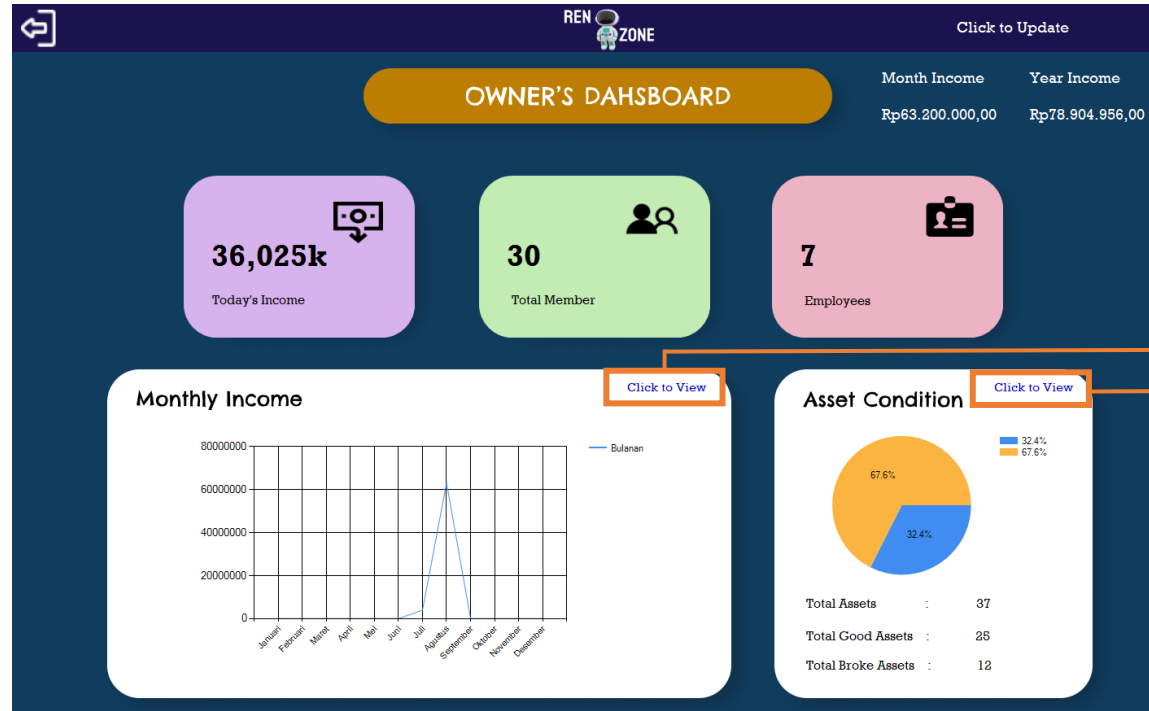 REN
ZONE
Click to Update
OWNER'S DAHSBOARD
Month Income
Year Income
Rp63.200.000,00
Rp78.904.956,00
36,025k
Today's Income
30
Total Member
7
Employees
Monthly Income
Click to View
80000000
60000000
40000000
20000000
0
Januari
Februari
Maret
April
Mei
Juni
Juli
Agustus
September
Oktober
November
Desember
Bulanan
Asset Condition
Click to View
32.4%
67.6%
67.6%
32.4%
Total Assets : 37
Total Good Assets : 25
Total Broke Assets : 12